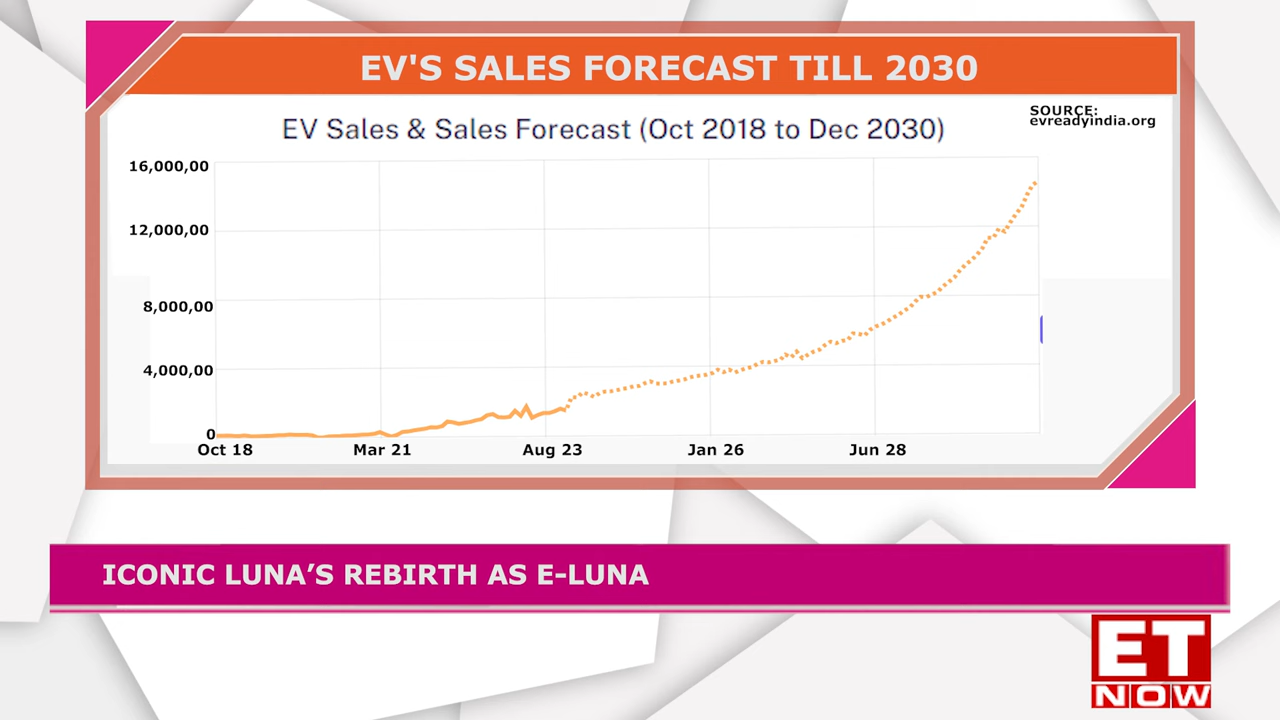 EV'S SALES FORECAST TILL 2030
EV Sales & Sales Forecast (Oct 2018 to Dec 2030)
SOURCE:
evreadyindia.org
16,000,00
12,000,00
8,000,00
4,000,00
0
Oct 18 Mar 21 Aug 23 Jan 26 Jun 28
ICONIC LUNA’S REBIRTH AS E-LUNA
ET
NOW